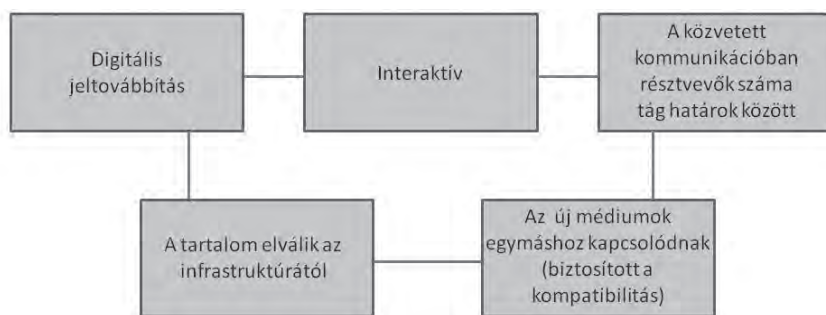 Digitális
jeltovábbítás
Interaktív
A közvetett
kommunikációban
résztvevők száma
tág határok között
A tartalom elválik az
infrastruktúrától
Az új médiumok
egymáshoz kapcsolódnak
(biztosított a
kompatibilitás)